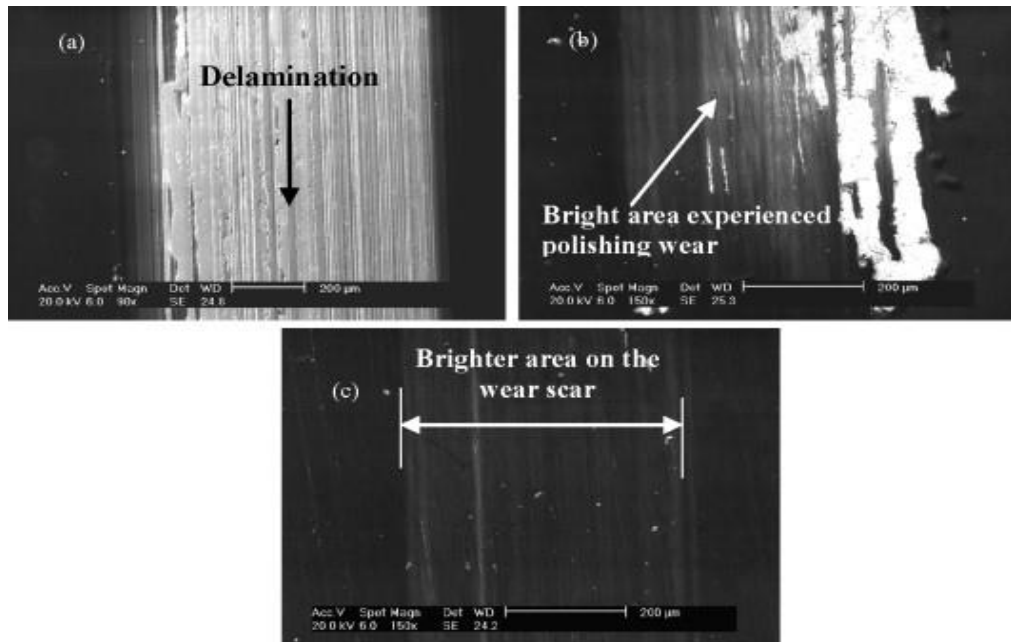 (a)
Delamination
Acc.V Spot Magn Det WD 200 µm
20.0 kV 6.0 90x SE 24.8
(b)
Bright area experienced
polishing wear
Acc.V Spot Magn Det WD 200 µm
20.0 kV 6.0 150x SE 25.3
Brighter area on the
wear scar
(c)
Acc.V Spot Magn Det WD 200 µm
20.0 kV 6.0 150x SE 24.2